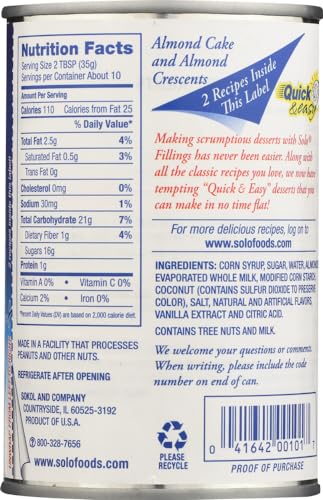 Nutrition Facts
Serving Size 2 TBSP (35g)
Servings per Container About 10
Amount Per Serving
Calories 110 Calories from Fat 25
% Daily Value*
Total Fat 2.5g 4%
Saturated Fat 0.5g 3%
Trans Fat 0g
Cholesterol 0mg 0%
Sodium 30mg 1%
Total Carbohydrate 21g 7%
Dietary Fiber 1g 4%
Sugars 16g
Protein 1g
Vitamin A 0% • Vitamin C 0%
Calcium 2% • Iron 0%
*Percent Daily Values (DV) are based on 2,000 calorie diet.
MADE IN A FACILITY THAT PROCESSES
PEANUTS AND OTHER NUTS.
REFRIGERATE AFTER OPENING
SOKOL AND COMPANY
COUNTRYSIDE, IL 60525-3192
PRODUCT OF U.S.A.
800-328-7656
www.solofoods.com
Almond Cake
and Almond
Crescents
2 Recipes Inside
This Label
Quick
& easy
Making scrumptious desserts with Solo®
Fillings has never been easier. Along with
all the classic recipes you love, we now have
tempting "Quick & Easy" desserts that you
can make in no time flat!
For more delicious recipes, log on to
www.solofoods.com
INGREDIENTS: CORN SYRUP, SUGAR, WATER,
EVAPORATED WHOLE MILK, MODIFIED CORN STARCH,
COCONUT (CONTAINS SULFUR DIOXIDE TO PRESERVE
COLOR), SALT, NATURAL AND ARTIFICIAL FLAVORS,
VANILLA EXTRACT AND CITRIC ACID.
CONTAINS TREE NUTS AND MILK.
We welcome your questions or comments.
When writing, please include the code
number on end of can.
PLEASE
RECYCLE
0 41642 00101 7
PROOF OF PURCHASE